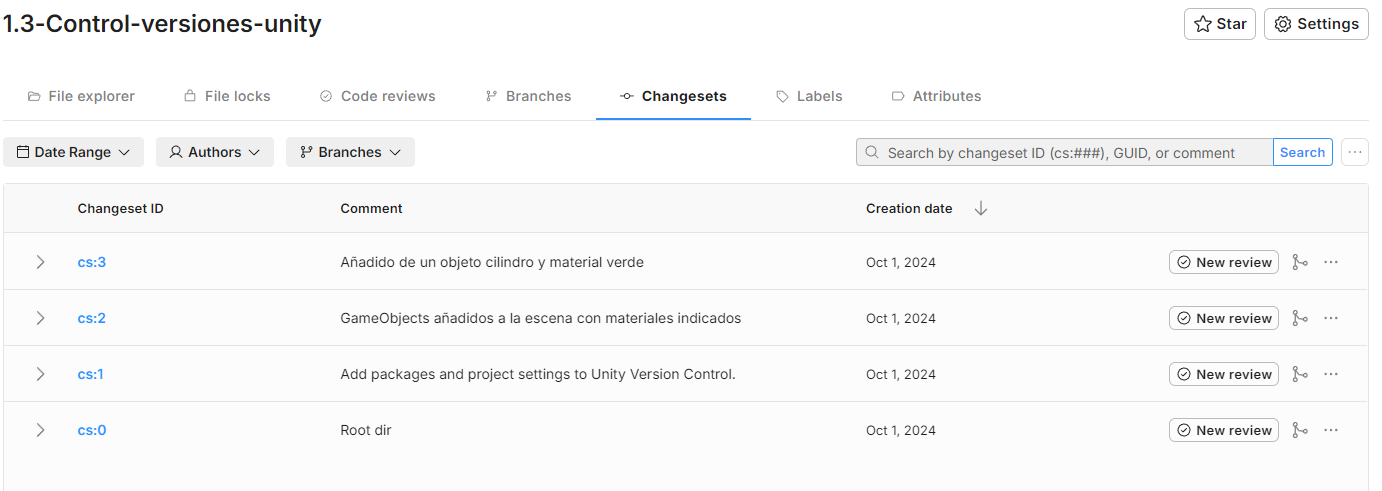 1.3-Control-versiones-unity
Star Settings
File explorer File locks Code reviews Branches Changesets Labels Attributes
Date Range Authors Branches Search by changeset ID (cs:###), GUID, or comment Search ...
Changeset ID Comment Creation date
cs:3 Añadido de un objeto cilindro y material verde Oct 1, 2024 New review ...
cs:2 GameObjects añadidos a la escena con materiales indicados Oct 1, 2024 New review ...
cs:1 Add packages and project settings to Unity Version Control. Oct 1, 2024 New review ...
cs:0 Root dir Oct 1, 2024 New review ...